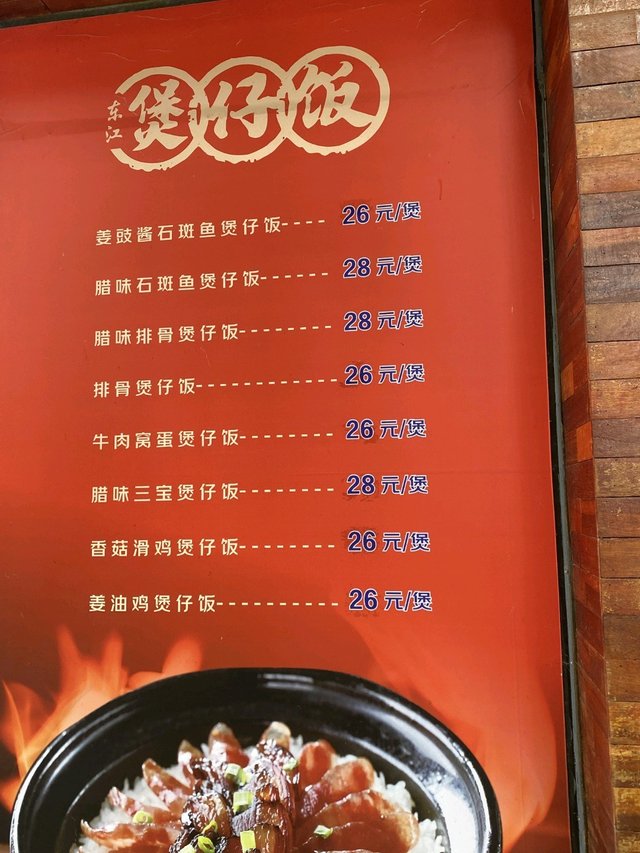 东江
煲仔饭
姜豉酱石斑鱼煲仔饭---- 26元/煲
腊味石斑鱼煲仔饭------ 28元/煲
腊味排骨煲仔饭-------- 28元/煲
排骨煲仔饭------------ 26元/煲
牛肉窝蛋煲仔饭-------- 26元/煲
腊味三宝煲仔饭-------- 28元/煲
香菇滑鸡煲仔饭-------- 26元/煲
姜油鸡煲仔饭---------- 26元/煲